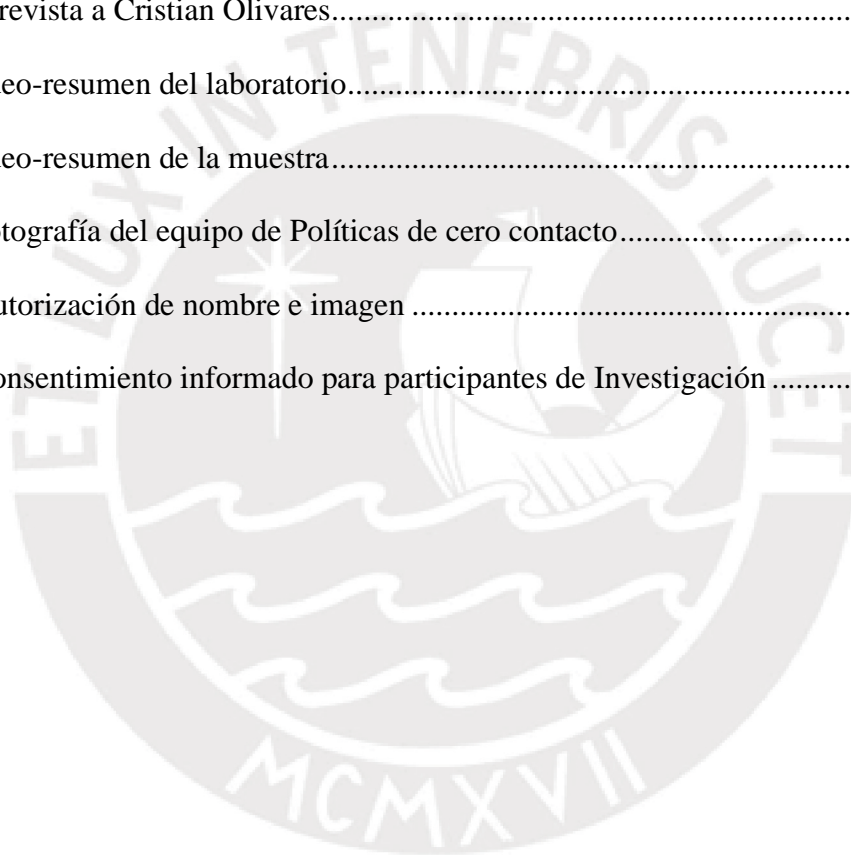 revista a Cristian Olivares..........................................................................................
eo-resumen del laboratorio.......................................................................................
eo-resumen de la muestra.........................................................................................
otografía del equipo de Políticas de cero contacto........................................
utorización de nombre e imagen ............................................................................
onsentimiento informado para participantes de Investigación ..........
ET LUX IN TENEBRIS LUCET
MCMXVII